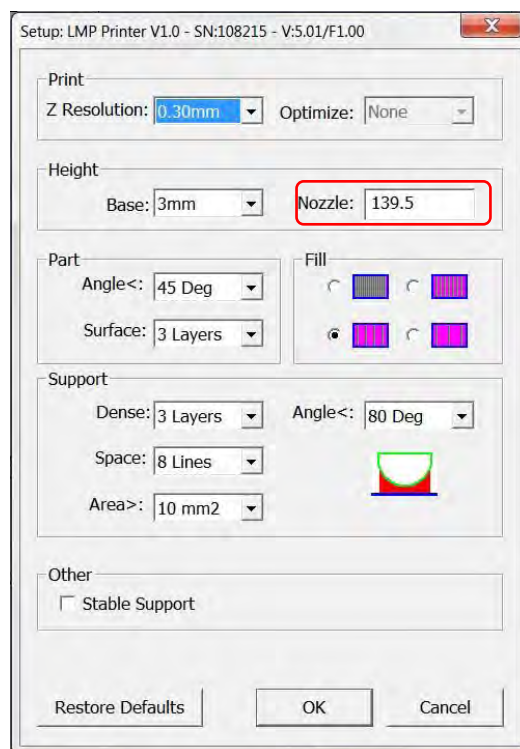 Setup: LMP Printer V1.0 - SN:108215 - V:5.01/F1.00
Print
Z Resolution: 0.30mm Optimize: None
Height
Base: 3mm Nozzle: 139.5
Part
Angle<: 45 Deg
Surface: 3 Layers
Fill
Support
Dense: 3 Layers Angle<: 80 Deg
Space: 8 Lines
Area>: 10 mm2
Other
Stable Support
Restore Defaults OK Cancel